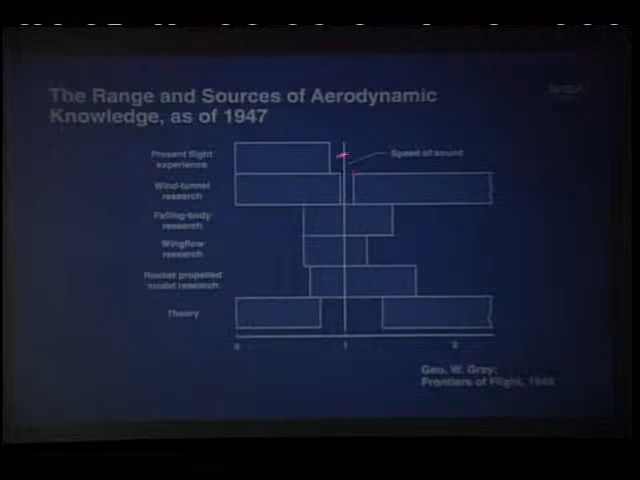 The Range and Sources of Aerodynamic
Knowledge, as of 1947
NASA
Present flight
experience
Speed of sound
Wind-tunnel
research
Falling-body
research
Wingflow
research
Rocket propelled
model research
Theory
0 1 2
Geo. W. Gray:
Frontiers of Flight, 1948